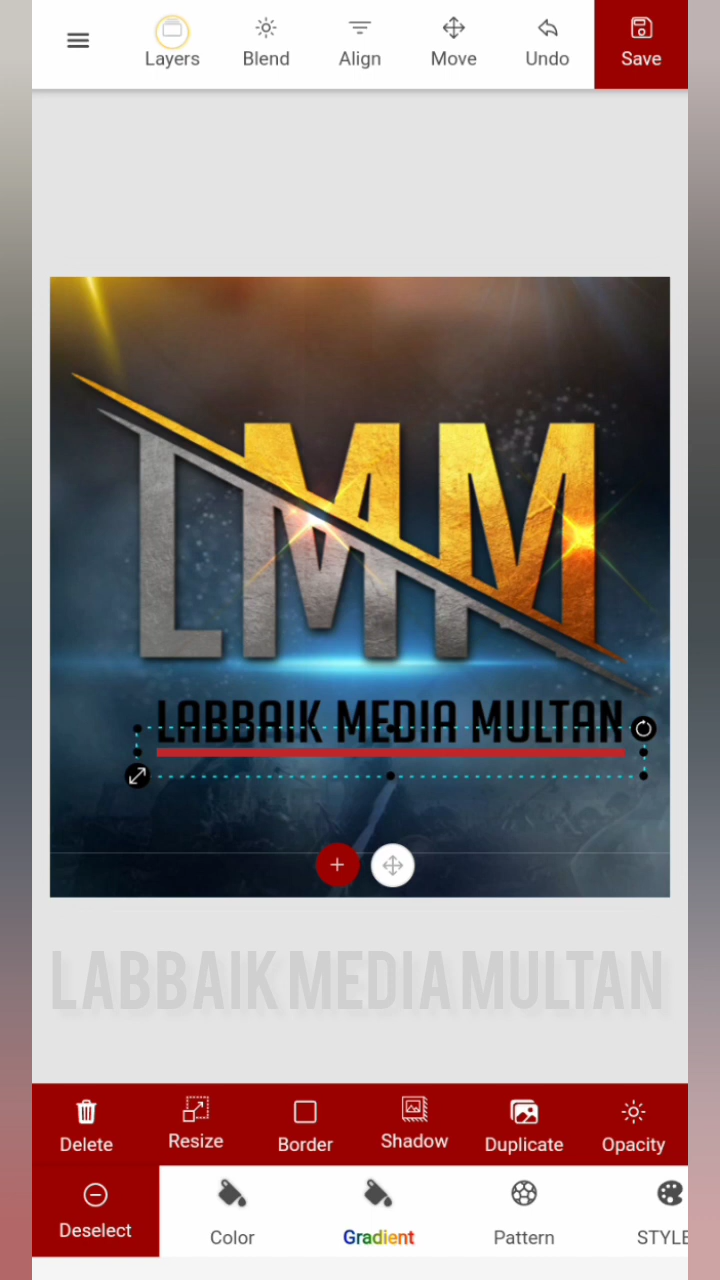 Layers Blend Align Move Undo Save
LMM
LABBAIK MEDIA MULTAN
LABBAIK MEDIA MULTAN
Delete Resize Border Shadow Duplicate Opacity
Deselect Color Gradient Pattern STYLE